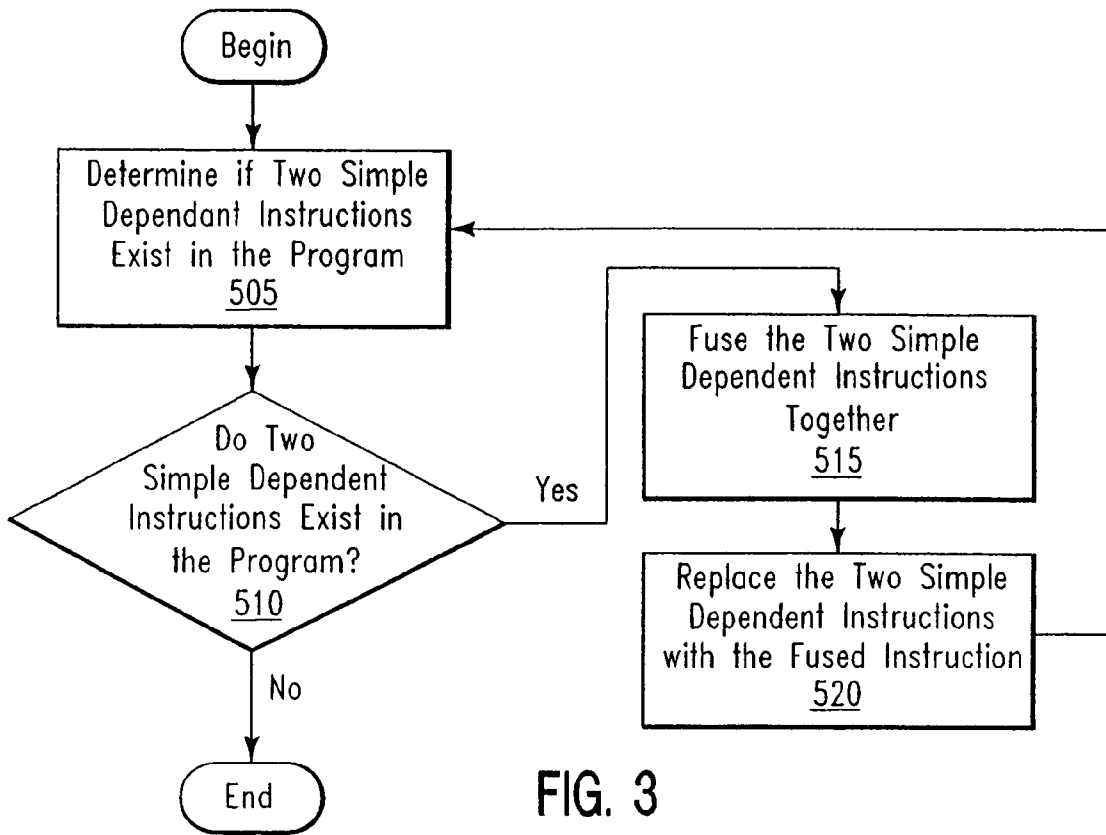 Begin
Determine if Two Simple
Dependant Instructions
Exist in the Program
505
Do Two
Simple Dependent
Instructions Exist in
the Program?
510
Yes
No
End
Fuse the Two Simple
Dependent Instructions
Together
515
Replace the Two Simple
Dependent Instructions
with the Fused Instruction
520
FIG. 3